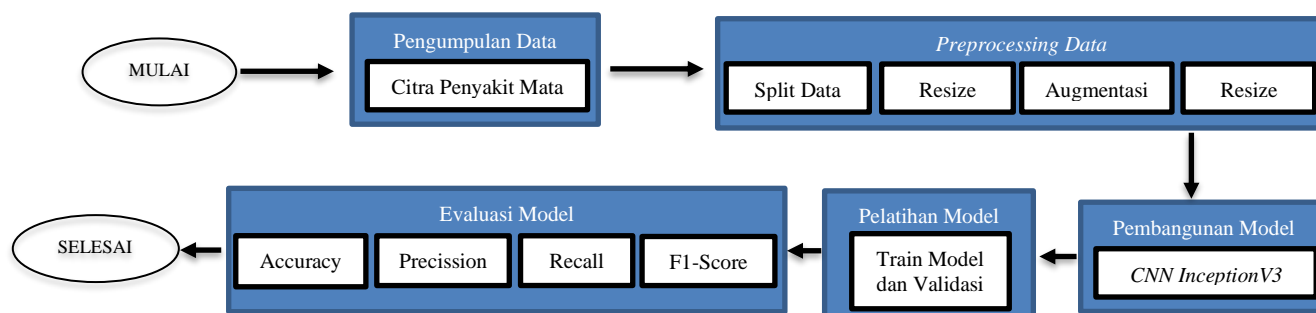 MULAI
Pengumpulan Data
Citra Penyakit Mata
Preprocessing Data
Split Data
Resize
Augmentasi
Resize
Pembangunan Model
CNN InceptionV3
Pelatihan Model
Train Model
dan Validasi
Evaluasi Model
Accuracy
Precission
Recall
F1-Score
SELESAI